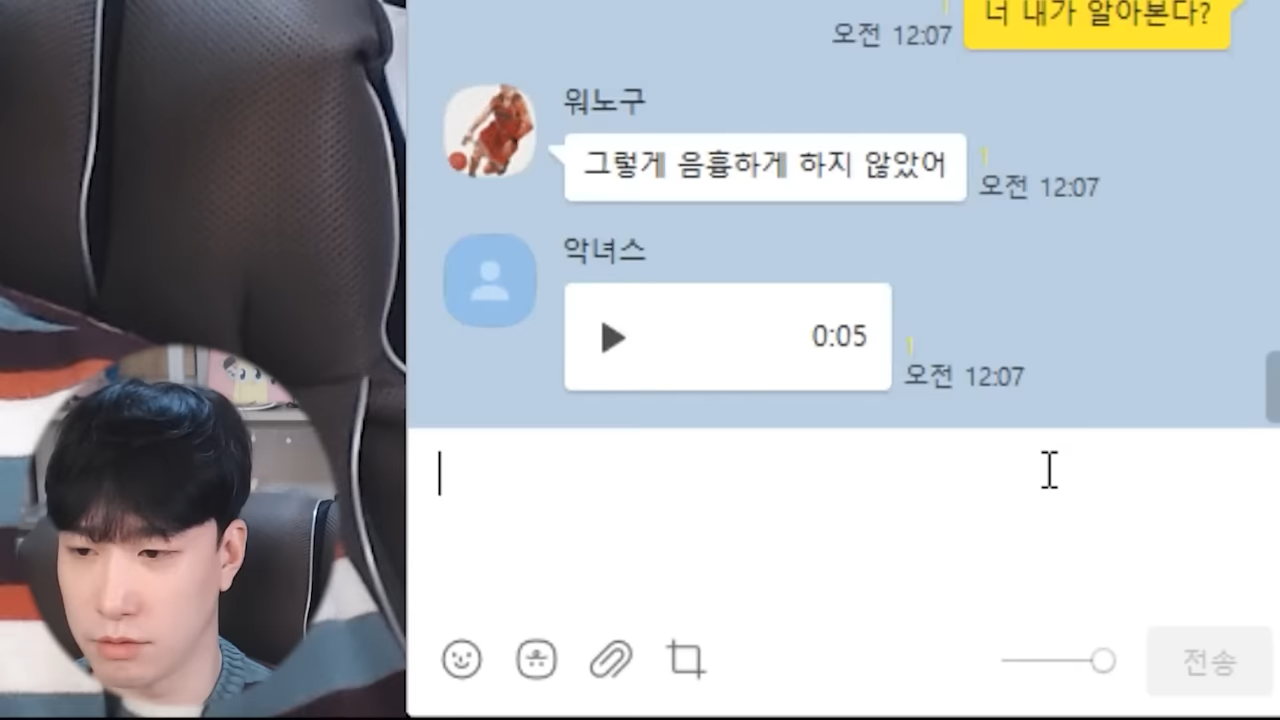 너 내가 알아본다?
오전 12:07
워노구
그렇게 음흉하게 하지 않았어
오전 12:07
악녀스
0:05
오전 12:07
전송